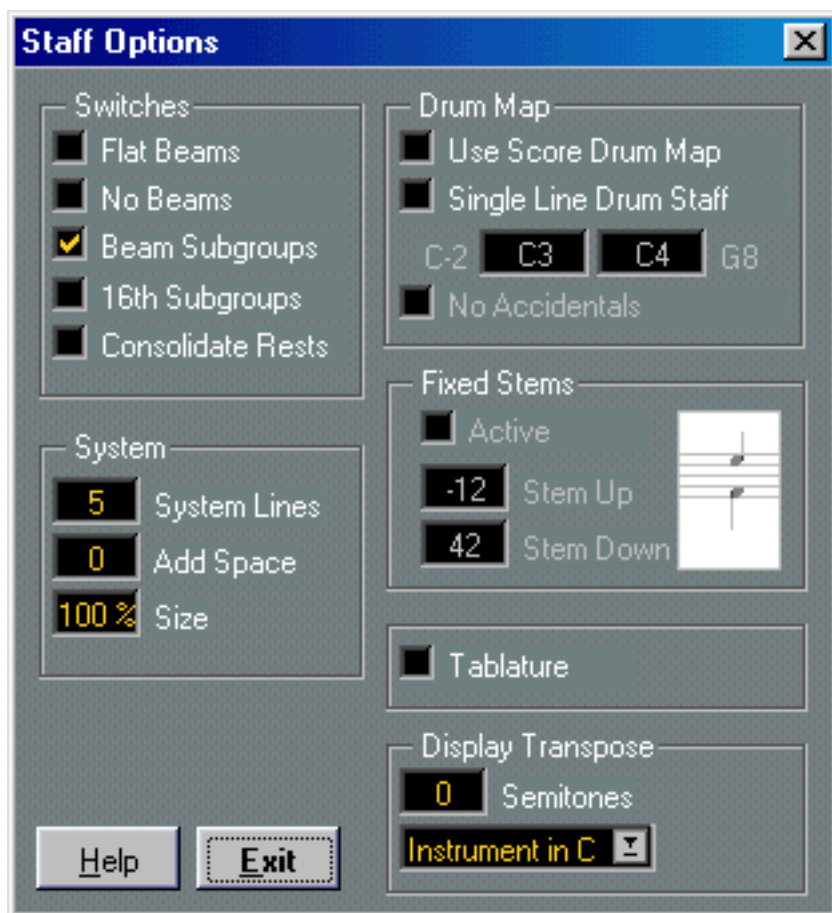 Staff Options
Switches
Flat Beams
No Beams
Beam Subgroups
16th Subgroups
Consolidate Rests
System
5 System Lines
0 Add Space
100 % Size
Help Exit
Drum Map
Use Score Drum Map
Single Line Drum Staff
C-2 C3 C4 G8
No Accidentals
Fixed Stems
Active
-12 Stem Up
42 Stem Down
Tablature
Display Transpose
0 Semitones
Instrument in C